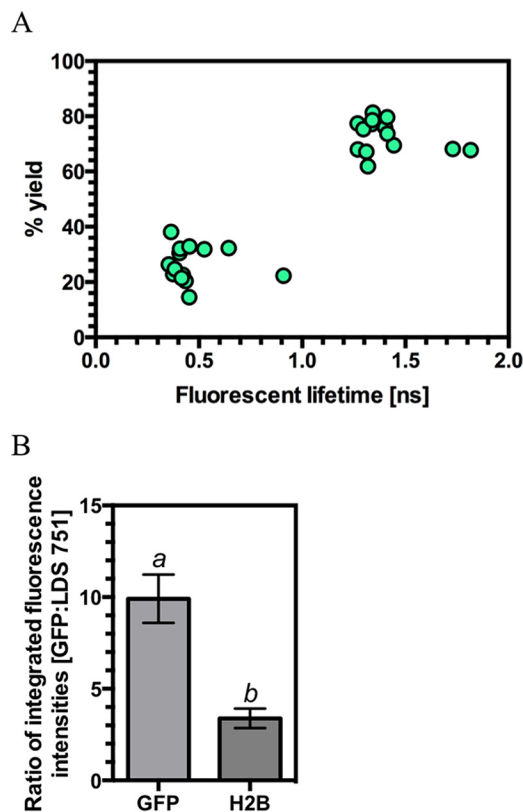 A
100
80
60
40
20
0
% yield
0.0 0.5 1.0 1.5 2.0
Fluorescent lifetime [ns]
B
Ratio of integrated fluorescence
intensities [GFP:LDS 751]
15
10
5
0
a
b
GFP H2B